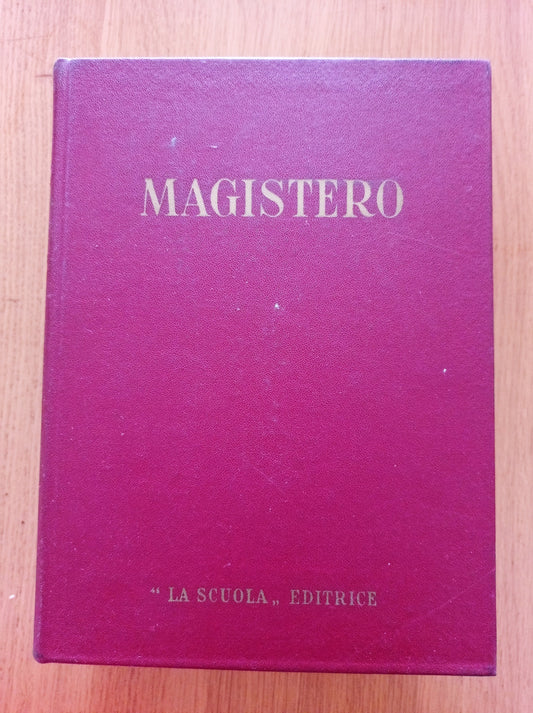 MAGISTERO
“ LA SCUOLA „ EDITRICE